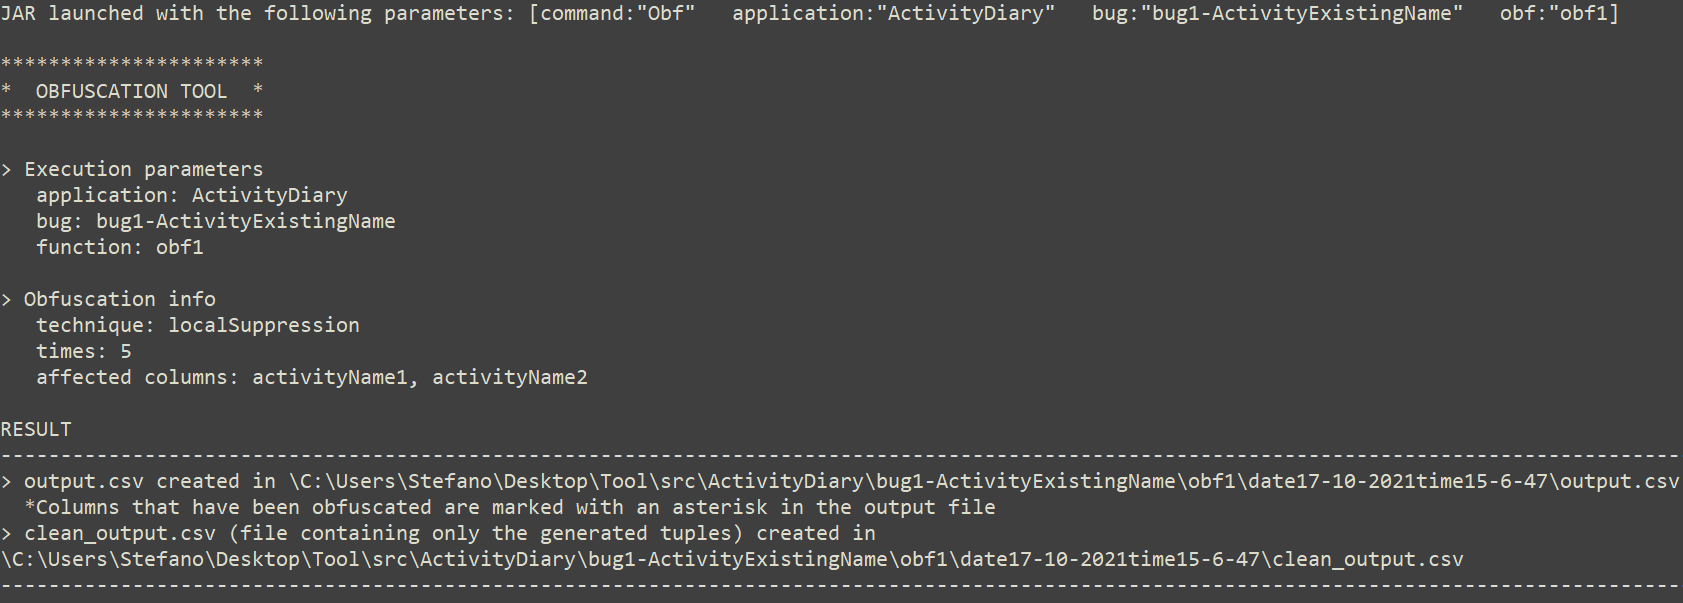 JAR launched with the following parameters: [command:"Obf"   application:"ActivityDiary"   bug:"bug1-ActivityExistingName"   obf:"obf1]
**********************
*  OBFUSCATION TOOL  *
**********************
> Execution parameters
   application: ActivityDiary
   bug: bug1-ActivityExistingName
   function: obf1
> Obfuscation info
   technique: localSuppression
   times: 5
   affected columns: activityName1, activityName2
RESULT
--------------------------------------------------------------------------------------------------------------------------------------------
> output.csv created in \C:\Users\Stefano\Desktop\Tool\src\ActivityDiary\bug1-ActivityExistingName\obf1\date17-10-2021time15-6-47\output.csv
  *Columns that have been obfuscated are marked with an asterisk in the output file
> clean_output.csv (file containing only the generated tuples) created in
\C:\Users\Stefano\Desktop\Tool\src\ActivityDiary\bug1-ActivityExistingName\obf1\date17-10-2021time15-6-47\clean_output.csv
--------------------------------------------------------------------------------------------------------------------------------------------